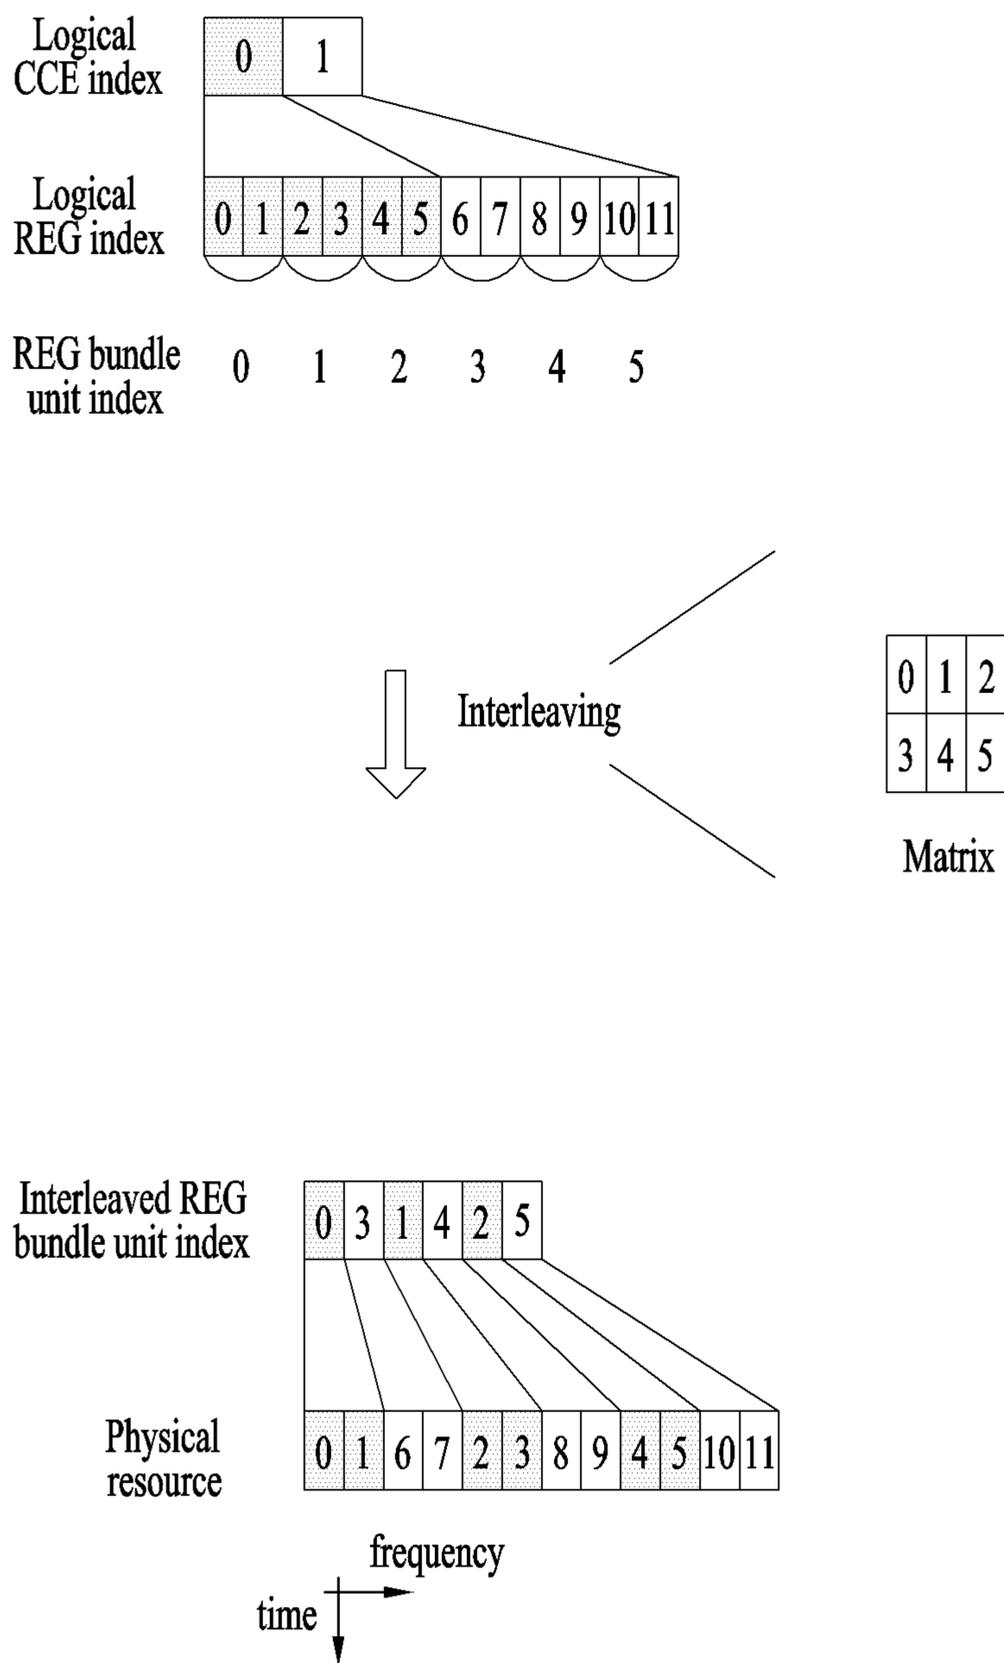 Logical
CCE index
0 1
Logical
REG index
0 1 2 3 4 5 6 7 8 9 10 11
REG bundle
unit index
0 1 2 3 4 5
Interleaving
0 1 2
3 4 5
Matrix
Interleaved REG
bundle unit index
0 3 1 4 2 5
Physical
resource
0 1 6 7 2 3 8 9 4 5 10 11
frequency
time